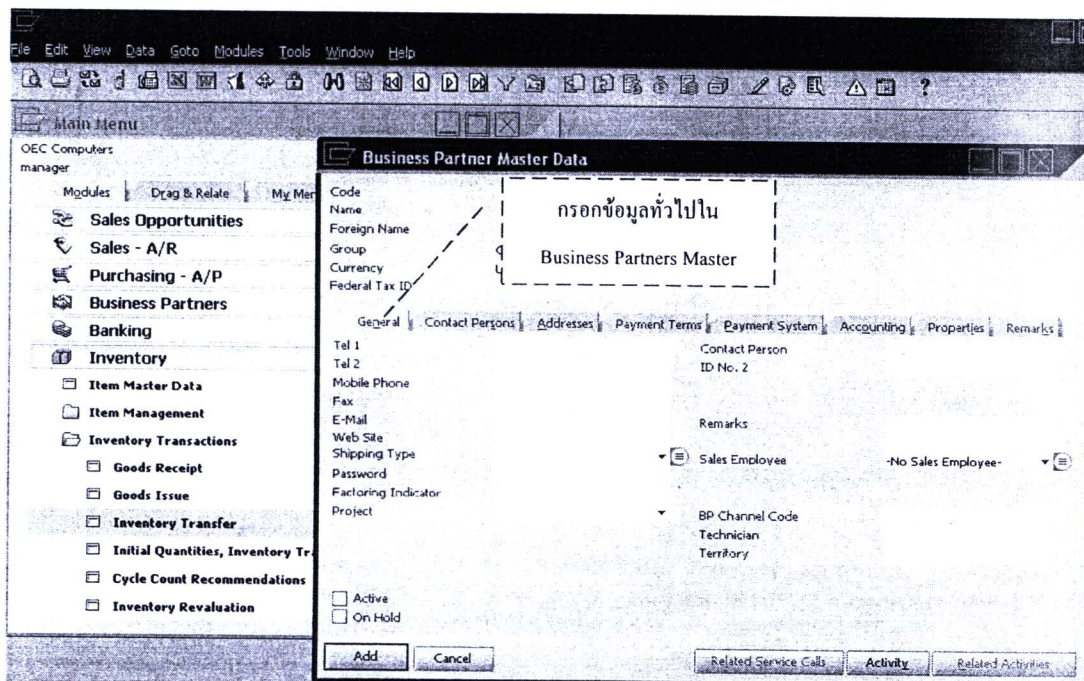 File Edit View Data Goto Modules Tools Window Help
Main Menu
OEC Computers
manager
Modules Drag & Relate My Men
Sales Opportunities
Sales - A/R
Purchasing - A/P
Business Partners
Banking
Inventory
Item Master Data
Item Management
Inventory Transactions
Goods Receipt
Goods Issue
Inventory Transfer
Initial Quantities, Inventory Tr
Cycle Count Recommendations
Inventory Revaluation
Business Partner Master Data
กรอกข้อมูลทั่วไปใน
Business Partners Master
Code
Name
Foreign Name
Group
Currency
Federal Tax ID
General Contact Persons Addresses Payment Terms Payment System Accounting Properties Remarks
Tel 1 Contact Person
Tel 2 ID No. 2
Mobile Phone
Fax
E-Mail Remarks
Web Site
Shipping Type Sales Employee -No Sales Employee-
Password
Factoring Indicator
Project BP Channel Code
Technician
Territory
Active
On Hold
Add Cancel Related Service Calls Activity Related Activities